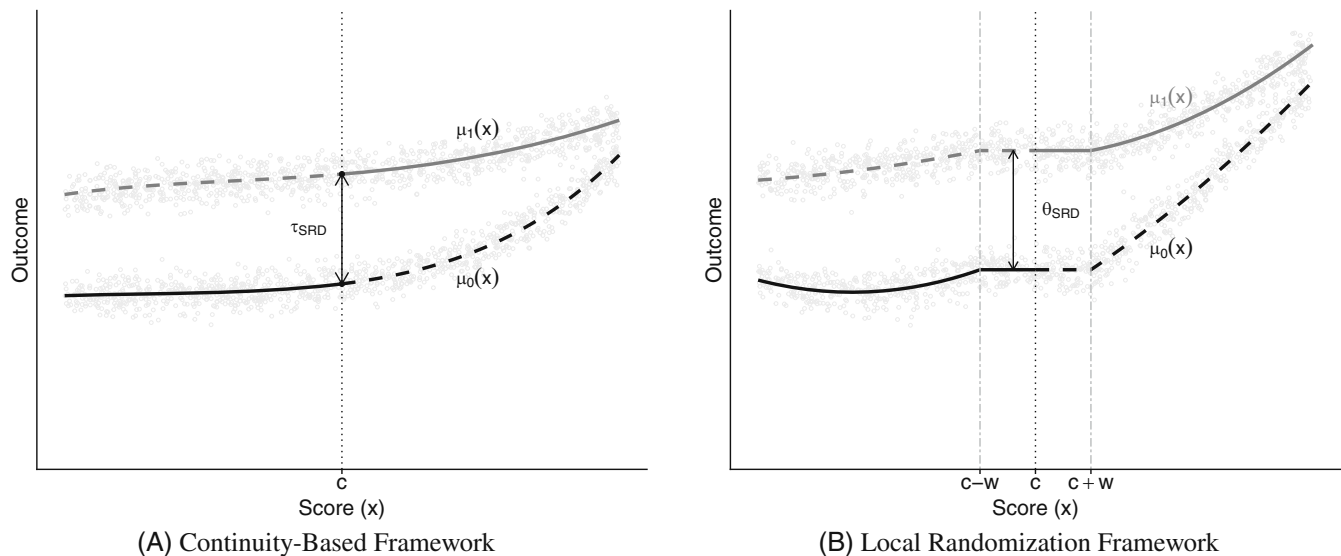 Outcome
μ₁(x)
τSRD
μ₀(x)
c
Score (x)
(A) Continuity-Based Framework
Outcome
μ₁(x)
θSRD
μ₀(x)
c−w
c
c + w
Score (x)
(B) Local Randomization Framework